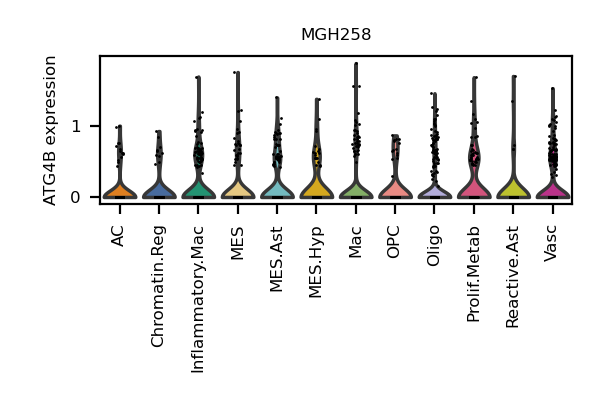 MGH258
ATG4B expression
1
0
AC
Chromatin.Reg
Inflammatory.Mac
MES
MES.Ast
MES.Hyp
Mac
OPC
Oligo
Prolif.Metab
Reactive.Ast
Vasc